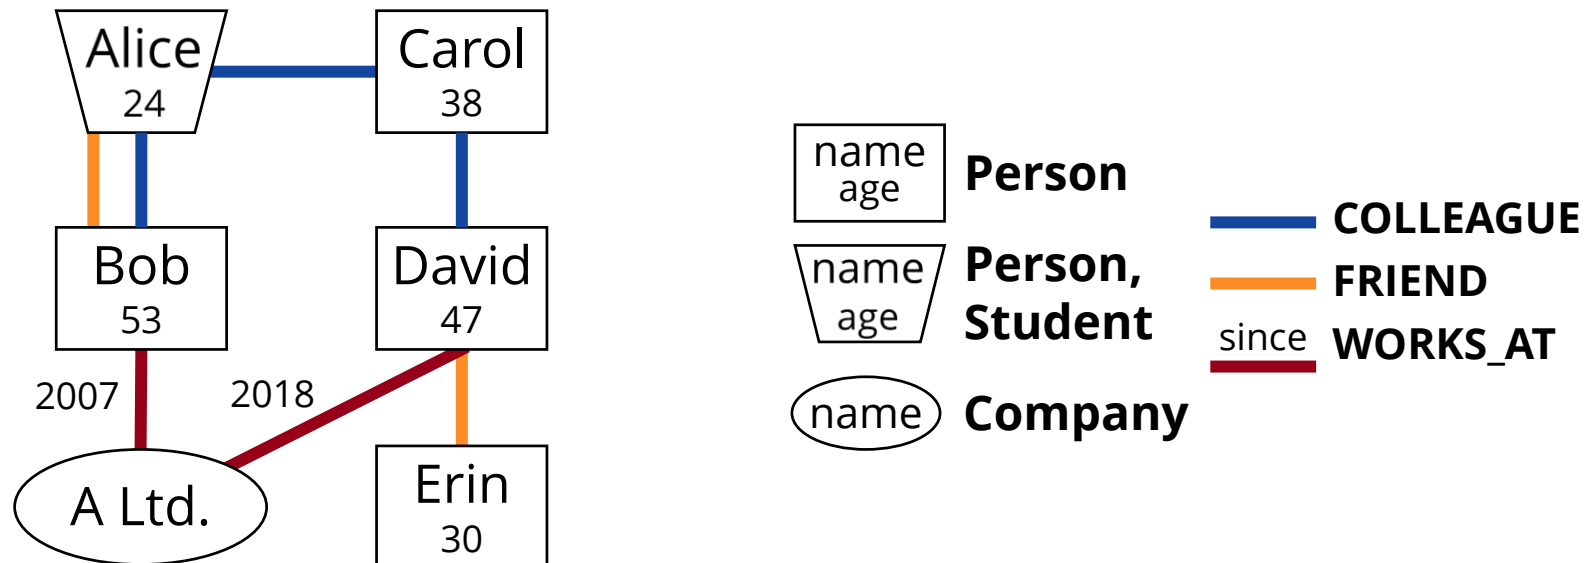 Alice
24
Carol
38
Bob
53
David
47
2007
2018
A Ltd.
Erin
30
name
age
Person
name
age
Person,
Student
name
Company
COLLEAGUE
FRIEND
since
WORKS_AT